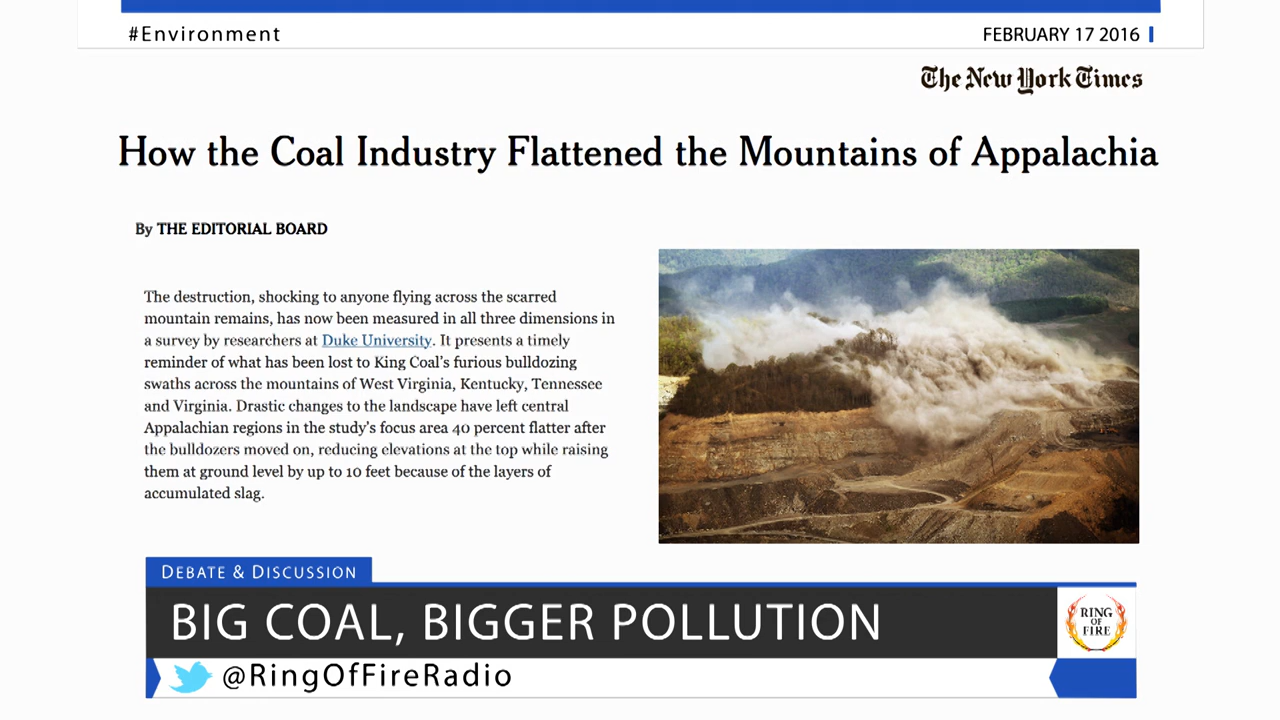 #Environment
FEBRUARY 17 2016
The New York Times
How the Coal Industry Flattened the Mountains of Appalachia
By THE EDITORIAL BOARD
The destruction, shocking to anyone flying across the scarred
mountain remains, has now been measured in all three dimensions in
a survey by researchers at Duke University. It presents a timely
reminder of what has been lost to King Coal's furious bulldozing
swaths across the mountains of West Virginia, Kentucky, Tennessee
and Virginia. Drastic changes to the landscape have left central
Appalachian regions in the study's focus area 40 percent flatter after
the bulldozers moved on, reducing elevations at the top while raising
them at ground level by up to 10 feet because of the layers of
accumulated slag.
DEBATE & DISCUSSION
BIG COAL, BIGGER POLLUTION
RING
OF
FIRE
@RingOfFireRadio